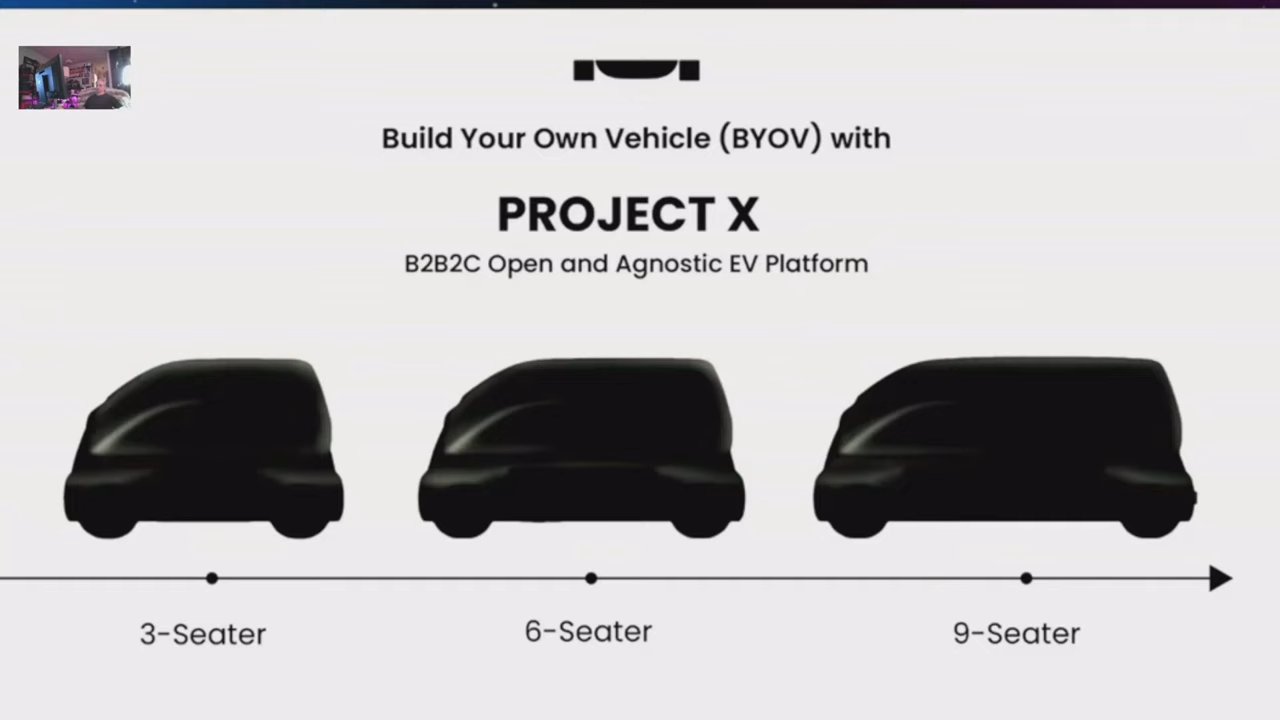 Build Your Own Vehicle (BYOV) with
PROJECT X
B2B2C Open and Agnostic EV Platform
3-Seater
6-Seater
9-Seater